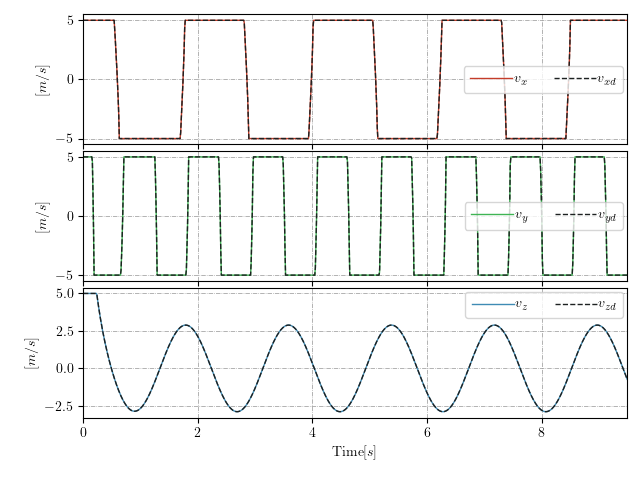 5
0
−5
[m/s]
v_x v_xd
5
0
−5
[m/s]
v_y v_yd
5.0
2.5
0.0
−2.5
[m/s]
v_z v_zd
0 2 4 6 8
Time[s]